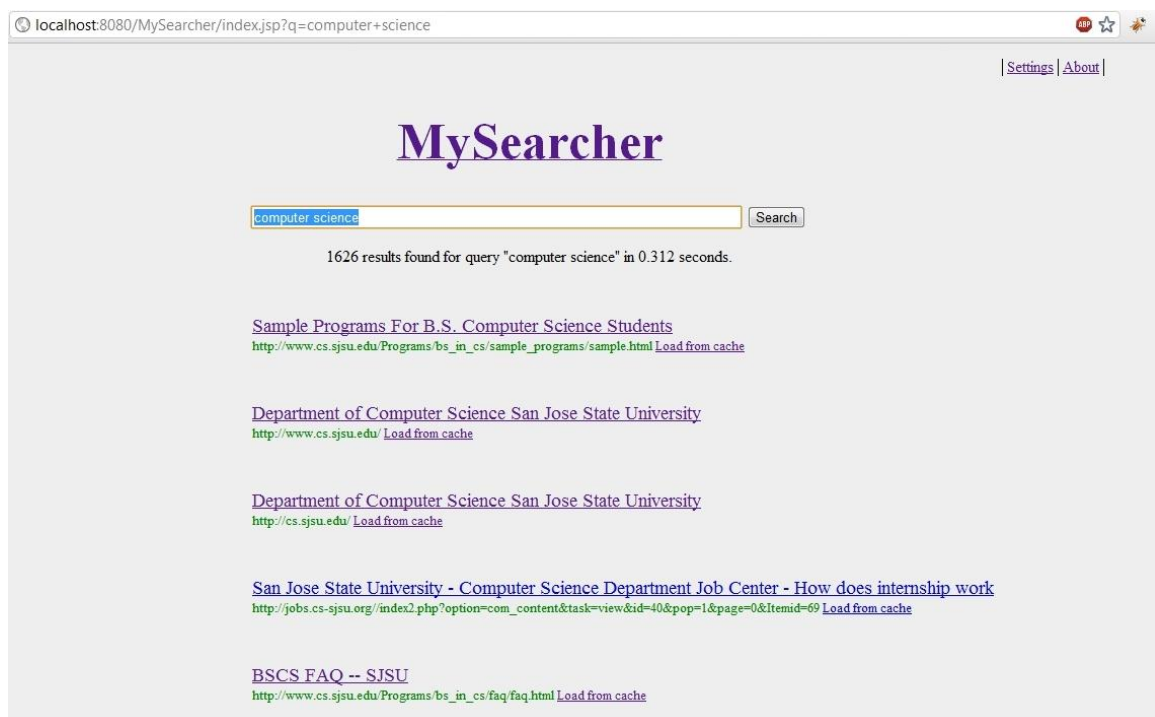 localhost:8080/MySearcher/index.jsp?q=computer+science
ABP
| Settings | About |
MySearcher
computer science Search
1626 results found for query "computer science" in 0.312 seconds.
Sample Programs For B.S. Computer Science Students
http://www.cs.sjsu.edu/Programs/bs_in_cs/sample_programs/sample.html Load from cache
Department of Computer Science San Jose State University
http://www.cs.sjsu.edu/ Load from cache
Department of Computer Science San Jose State University
http://cs.sjsu.edu/ Load from cache
San Jose State University - Computer Science Department Job Center - How does internship work
http://jobs.cs-sjsu.org//index2.php?option=com_content&task=view&id=40&pop=1&page=0&Itemid=69 Load from cache
BSCS FAQ -- SJSU
http://www.cs.sjsu.edu/Programs/bs_in_cs/faq/faq.html Load from cache